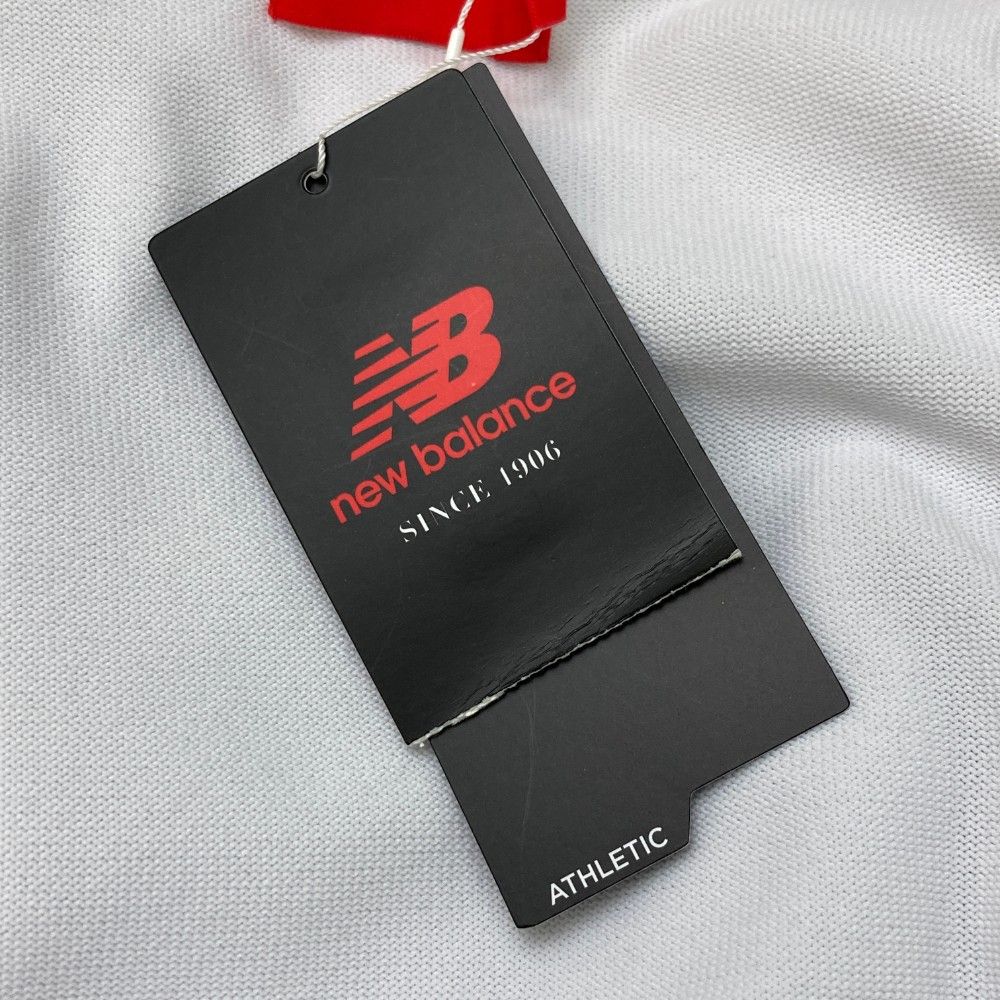 NB
new balance
SINCE 1906
ATHLETIC